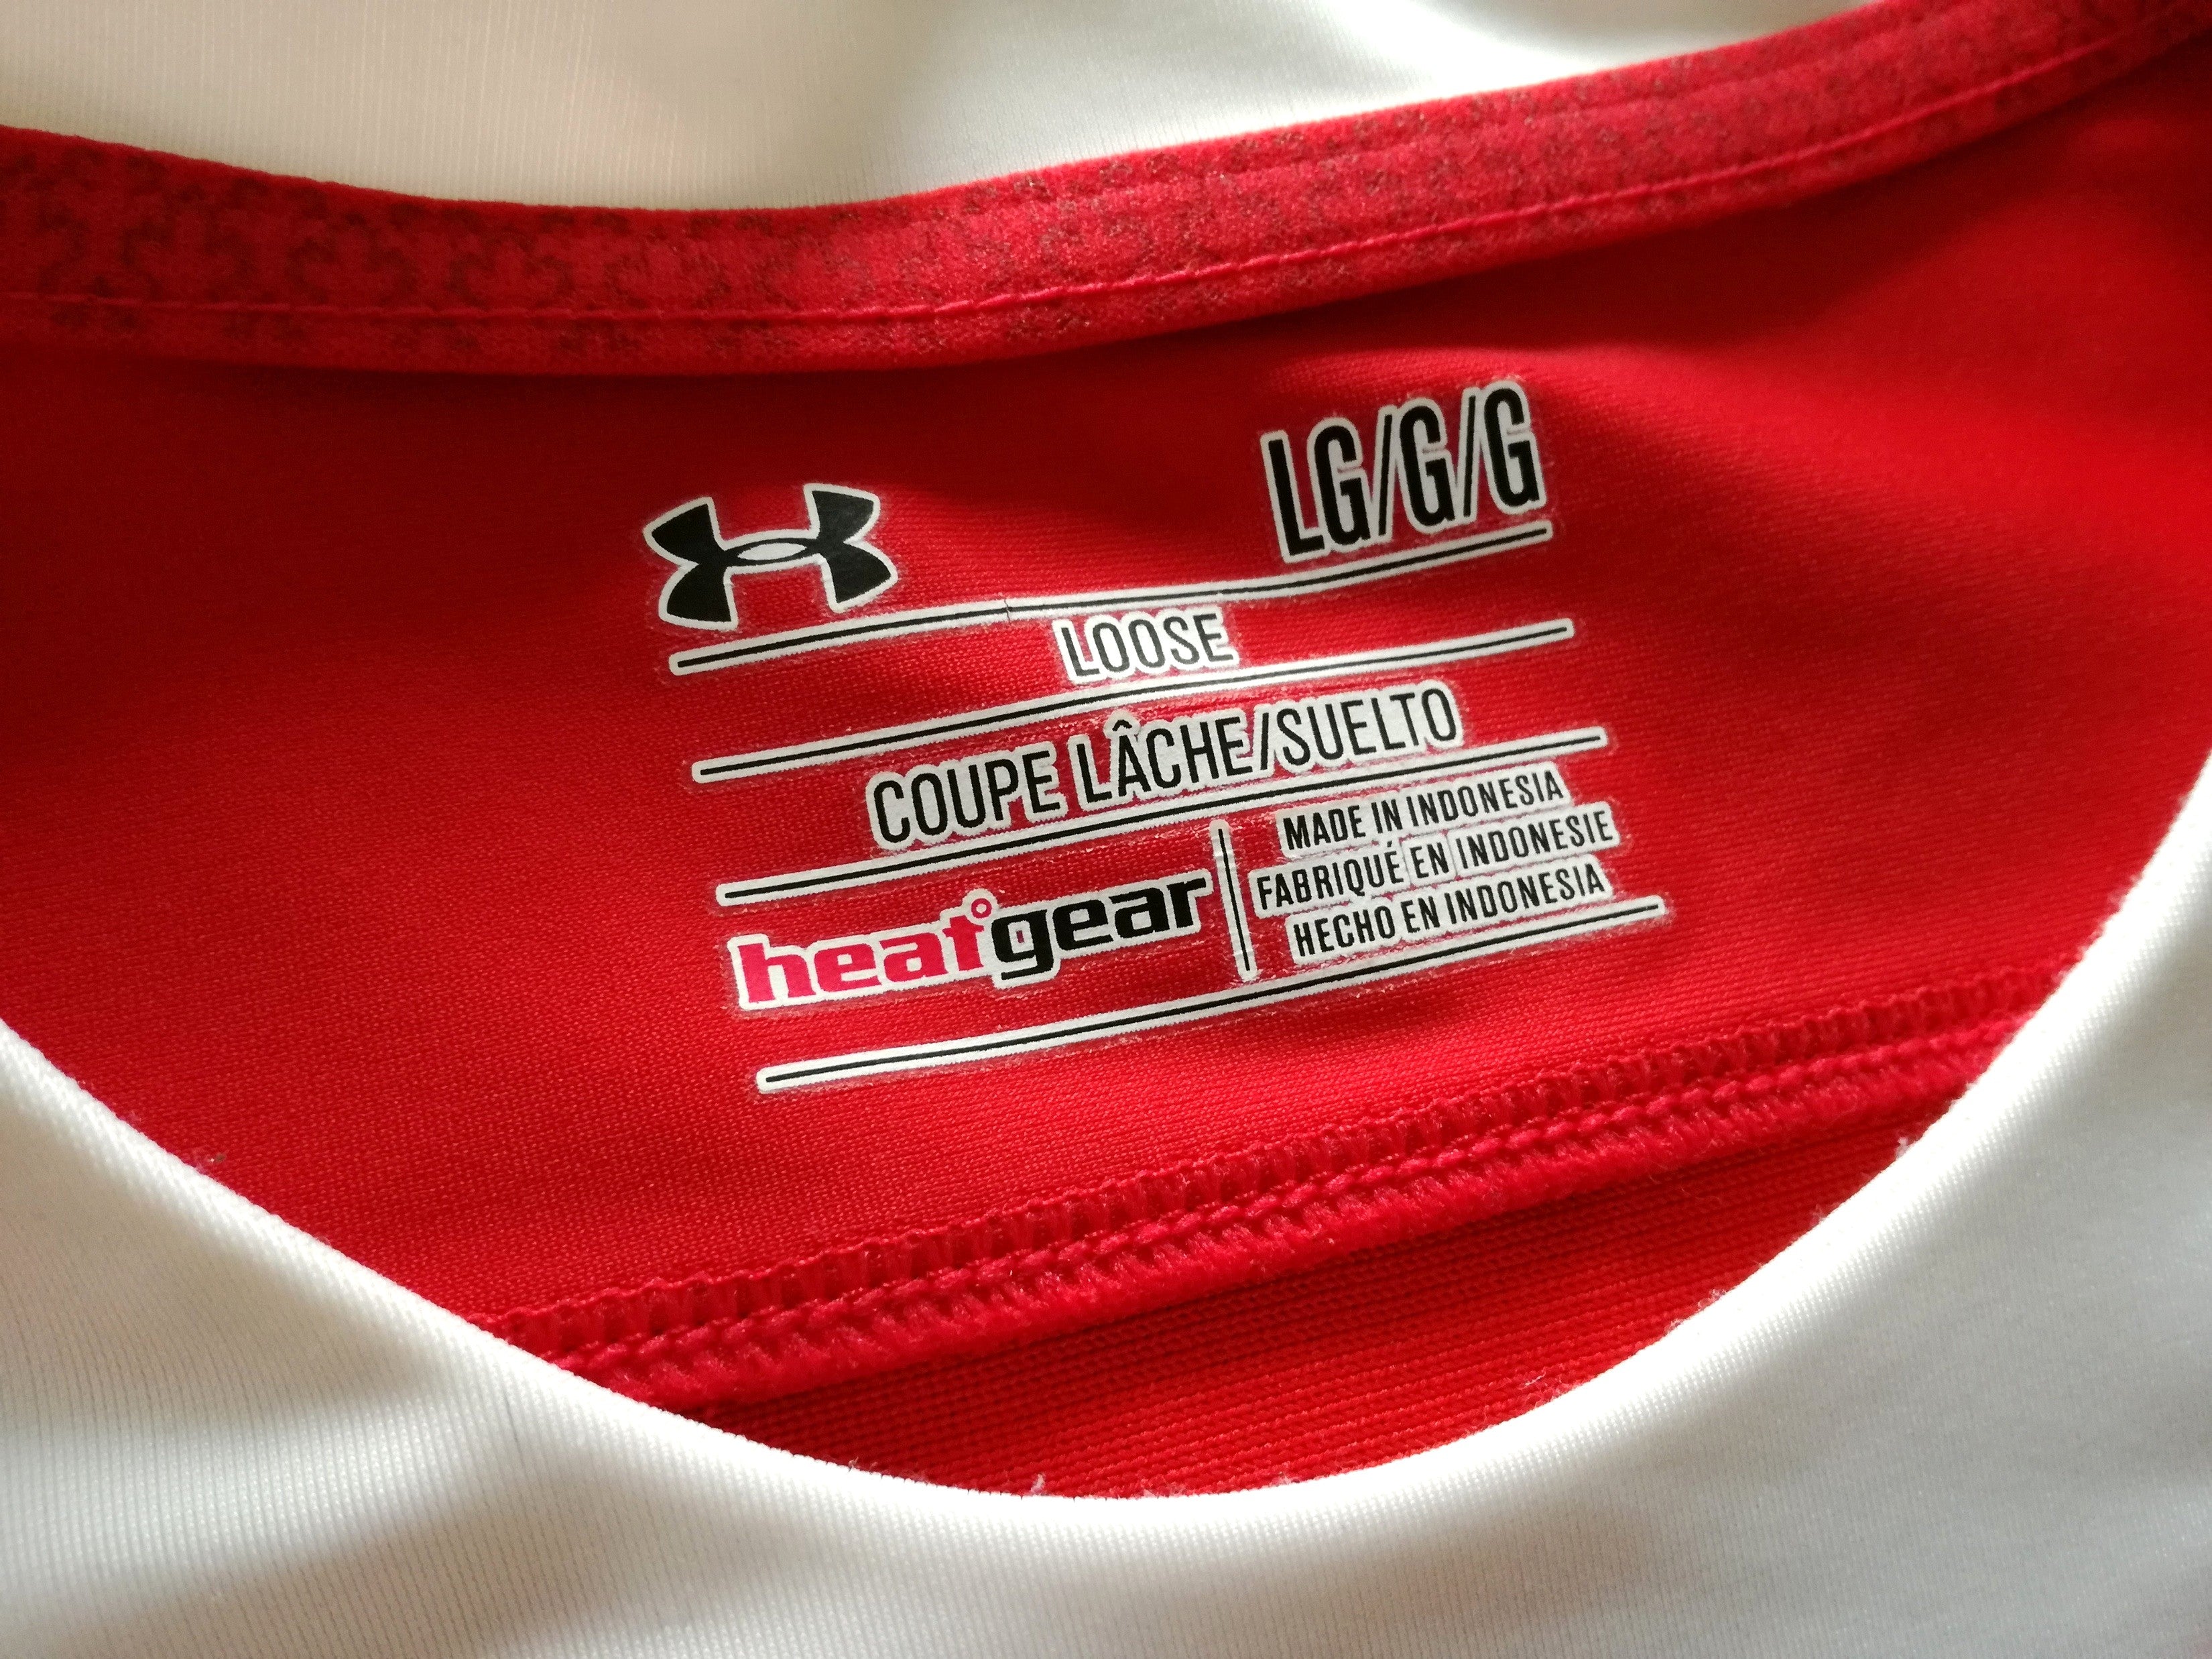 LG/G/G
LOOSE
COUPE LÂCHE/SUELTO
heatgear
MADE IN INDONESIA
FABRIQUÉ EN INDONESIE
HECHO EN INDONESIA